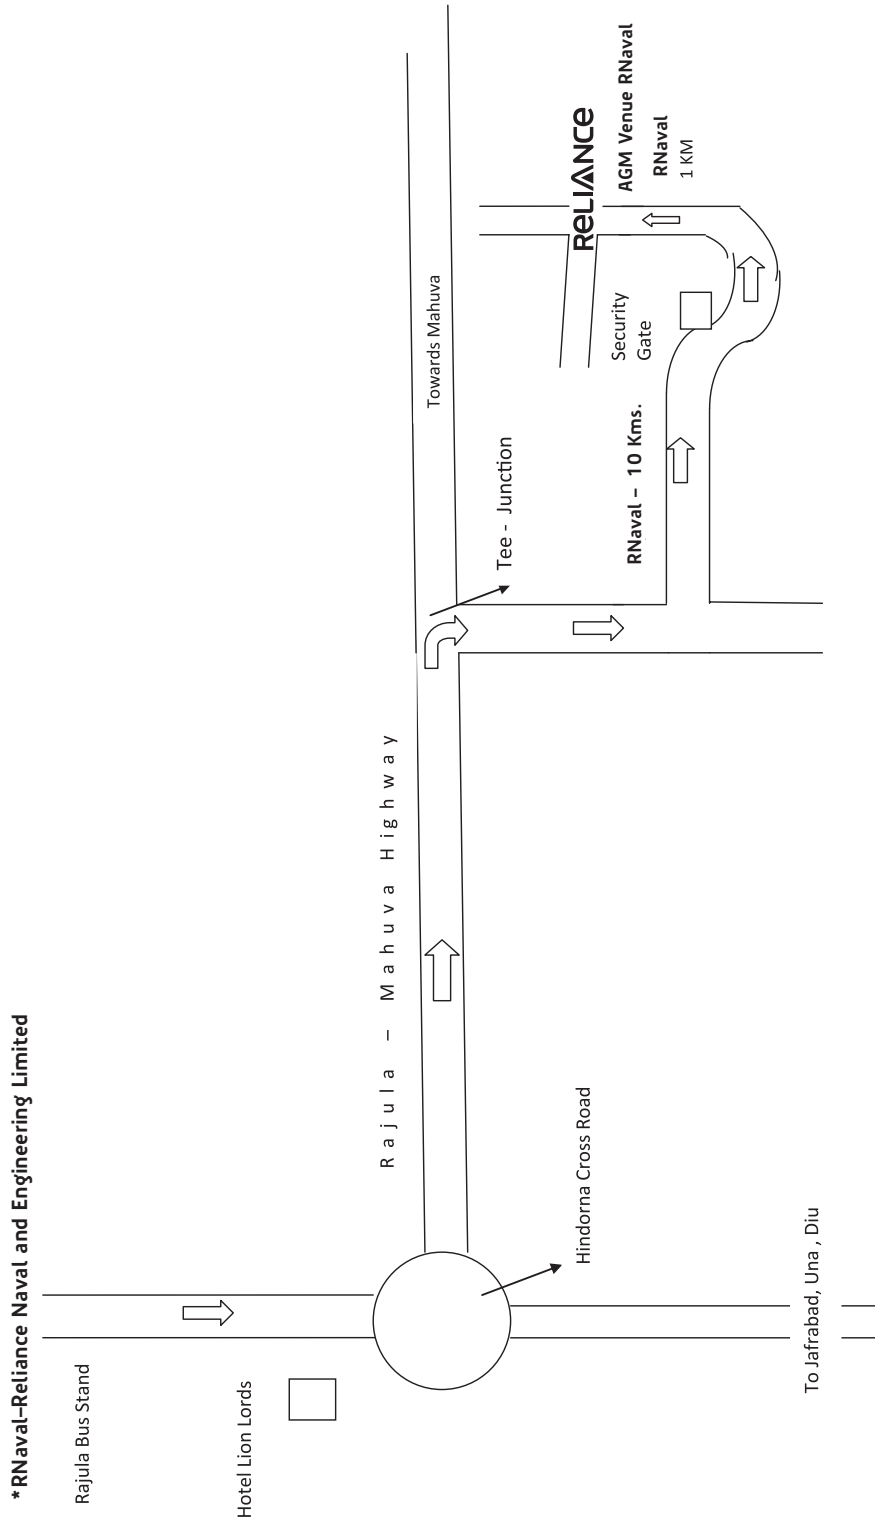 *RNaval–Reliance Naval and Engineering Limited
Rajula Bus Stand
Hotel Lion Lords
Rajula – Mahuva Highway
Towards Mahuva
Tee - Junction
Hindorna Cross Road
RELIANCE
AGM Venue RNaval
RNaval
1 KM
Security
Gate
RNaval – 10 Kms.
To Jafrabad, Una , Diu